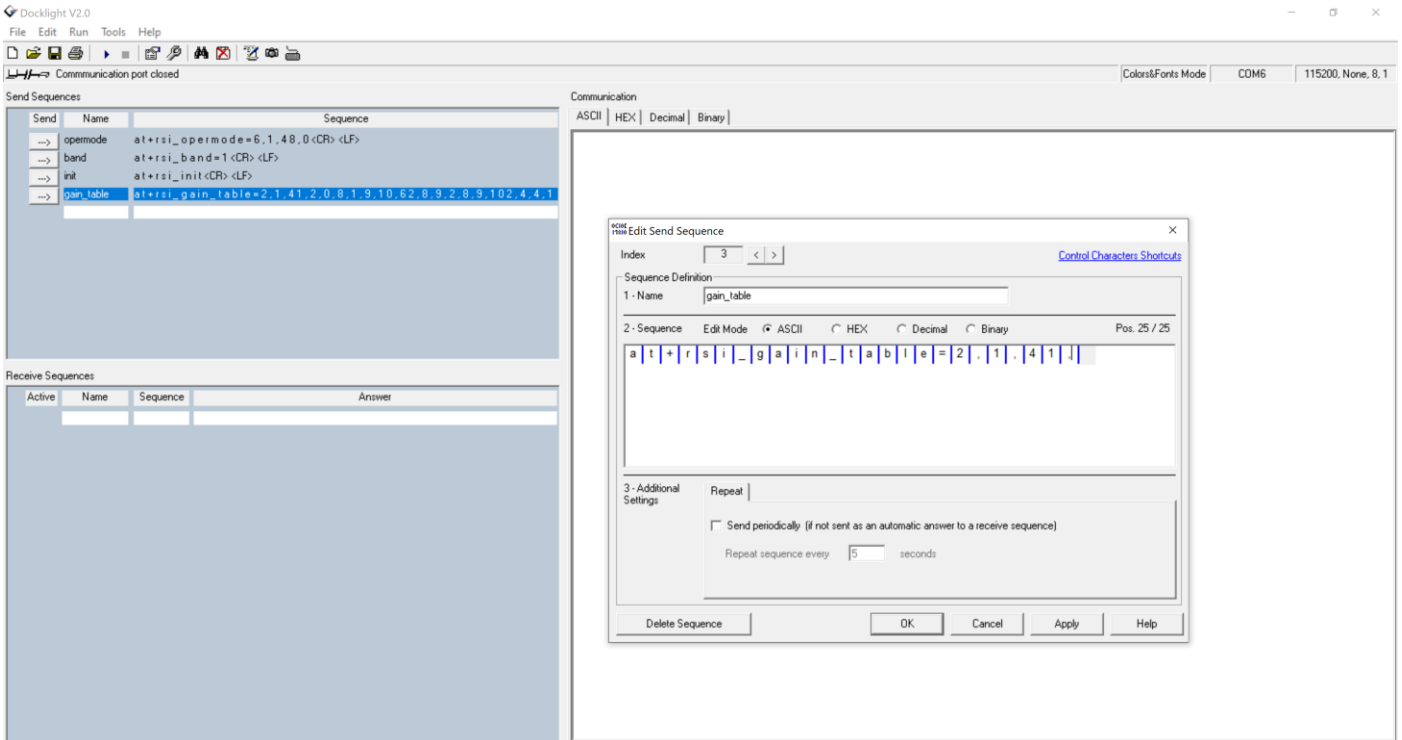 Docklight V2.0
File Edit Run Tools Help
Commmunication port closed
Colors&Fonts Mode COM6 115200, None, 8, 1
Send Sequences
Send Name Sequence
---> opermode at+rsi_opermode=6,1,48,0<CR><LF>
---> band at+rsi_band=1<CR><LF>
---> init at+rsi_init<CR><LF>
---> gain_table at+rsi_gain_table=2,1,41,2,0,8,1,9,10,62,8,9,2,8,9,102,4,4,1
Receive Sequences
Active Name Sequence Answer
Communication
ASCII HEX Decimal Binary
Edit Send Sequence
Index 3 < > Control Characters Shortcuts
Sequence Definition
1 - Name gain_table
2 - Sequence Edit Mode ASCII HEX Decimal Binary Pos. 25 / 25
at+rsi_gain_table=2,1,41,
3 - Additional
Settings
Repeat
Send periodically (if not sent as an automatic answer to a receive sequence)
Repeat sequence every 5 seconds
Delete Sequence OK Cancel Apply Help